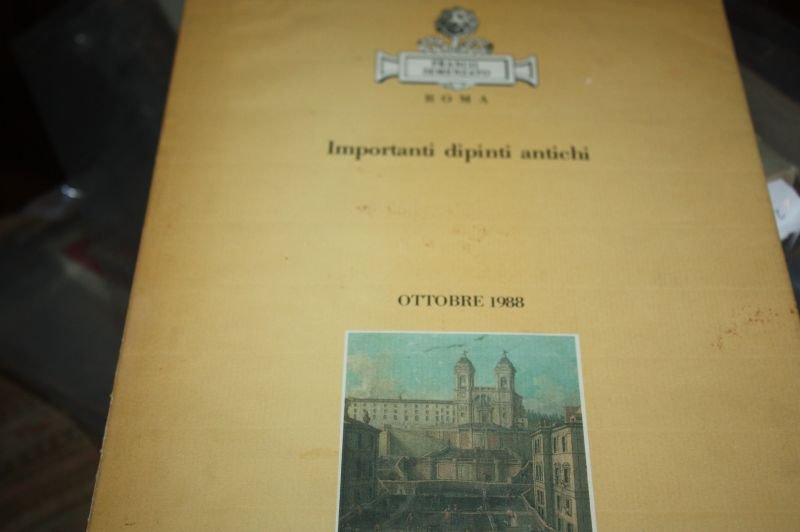 FRANCO
SEMENZATO
ROMA
Importanti dipinti antichi
OTTOBRE 1988